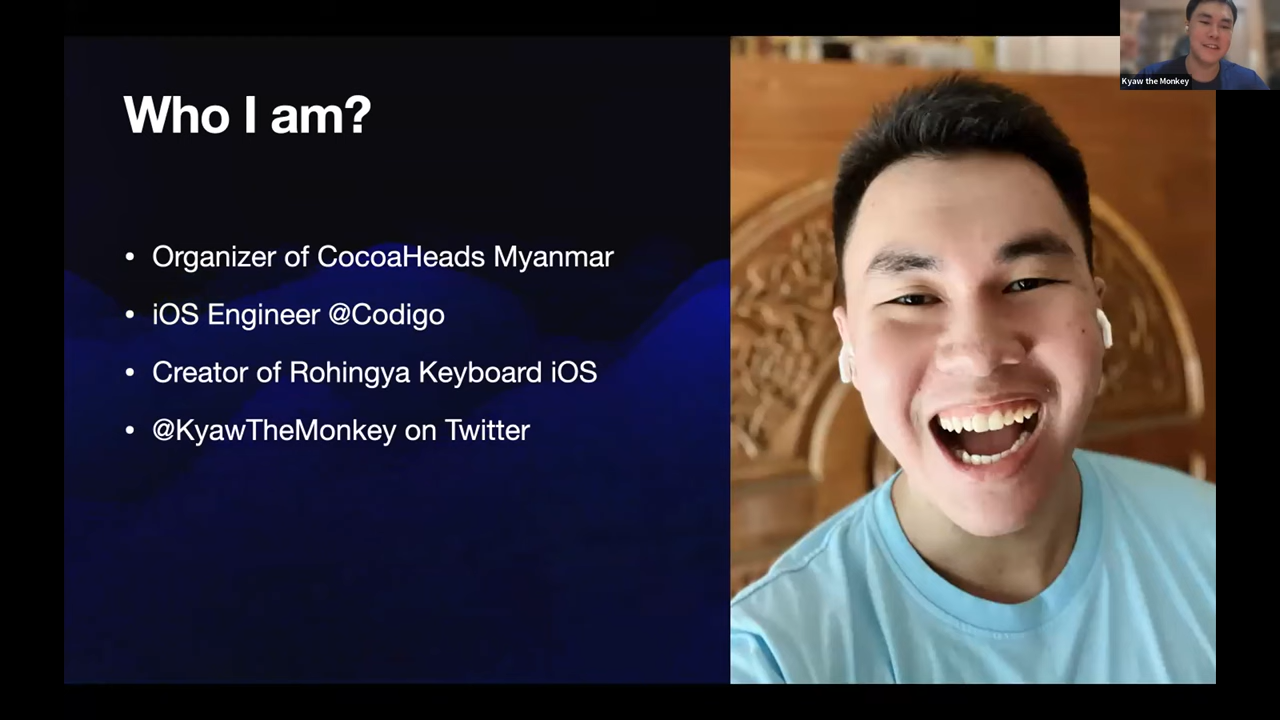 Who I am?
• Organizer of CocoaHeads Myanmar
• iOS Engineer @Codigo
• Creator of Rohingya Keyboard iOS
• @KyawTheMonkey on Twitter
Kyaw the Monkey